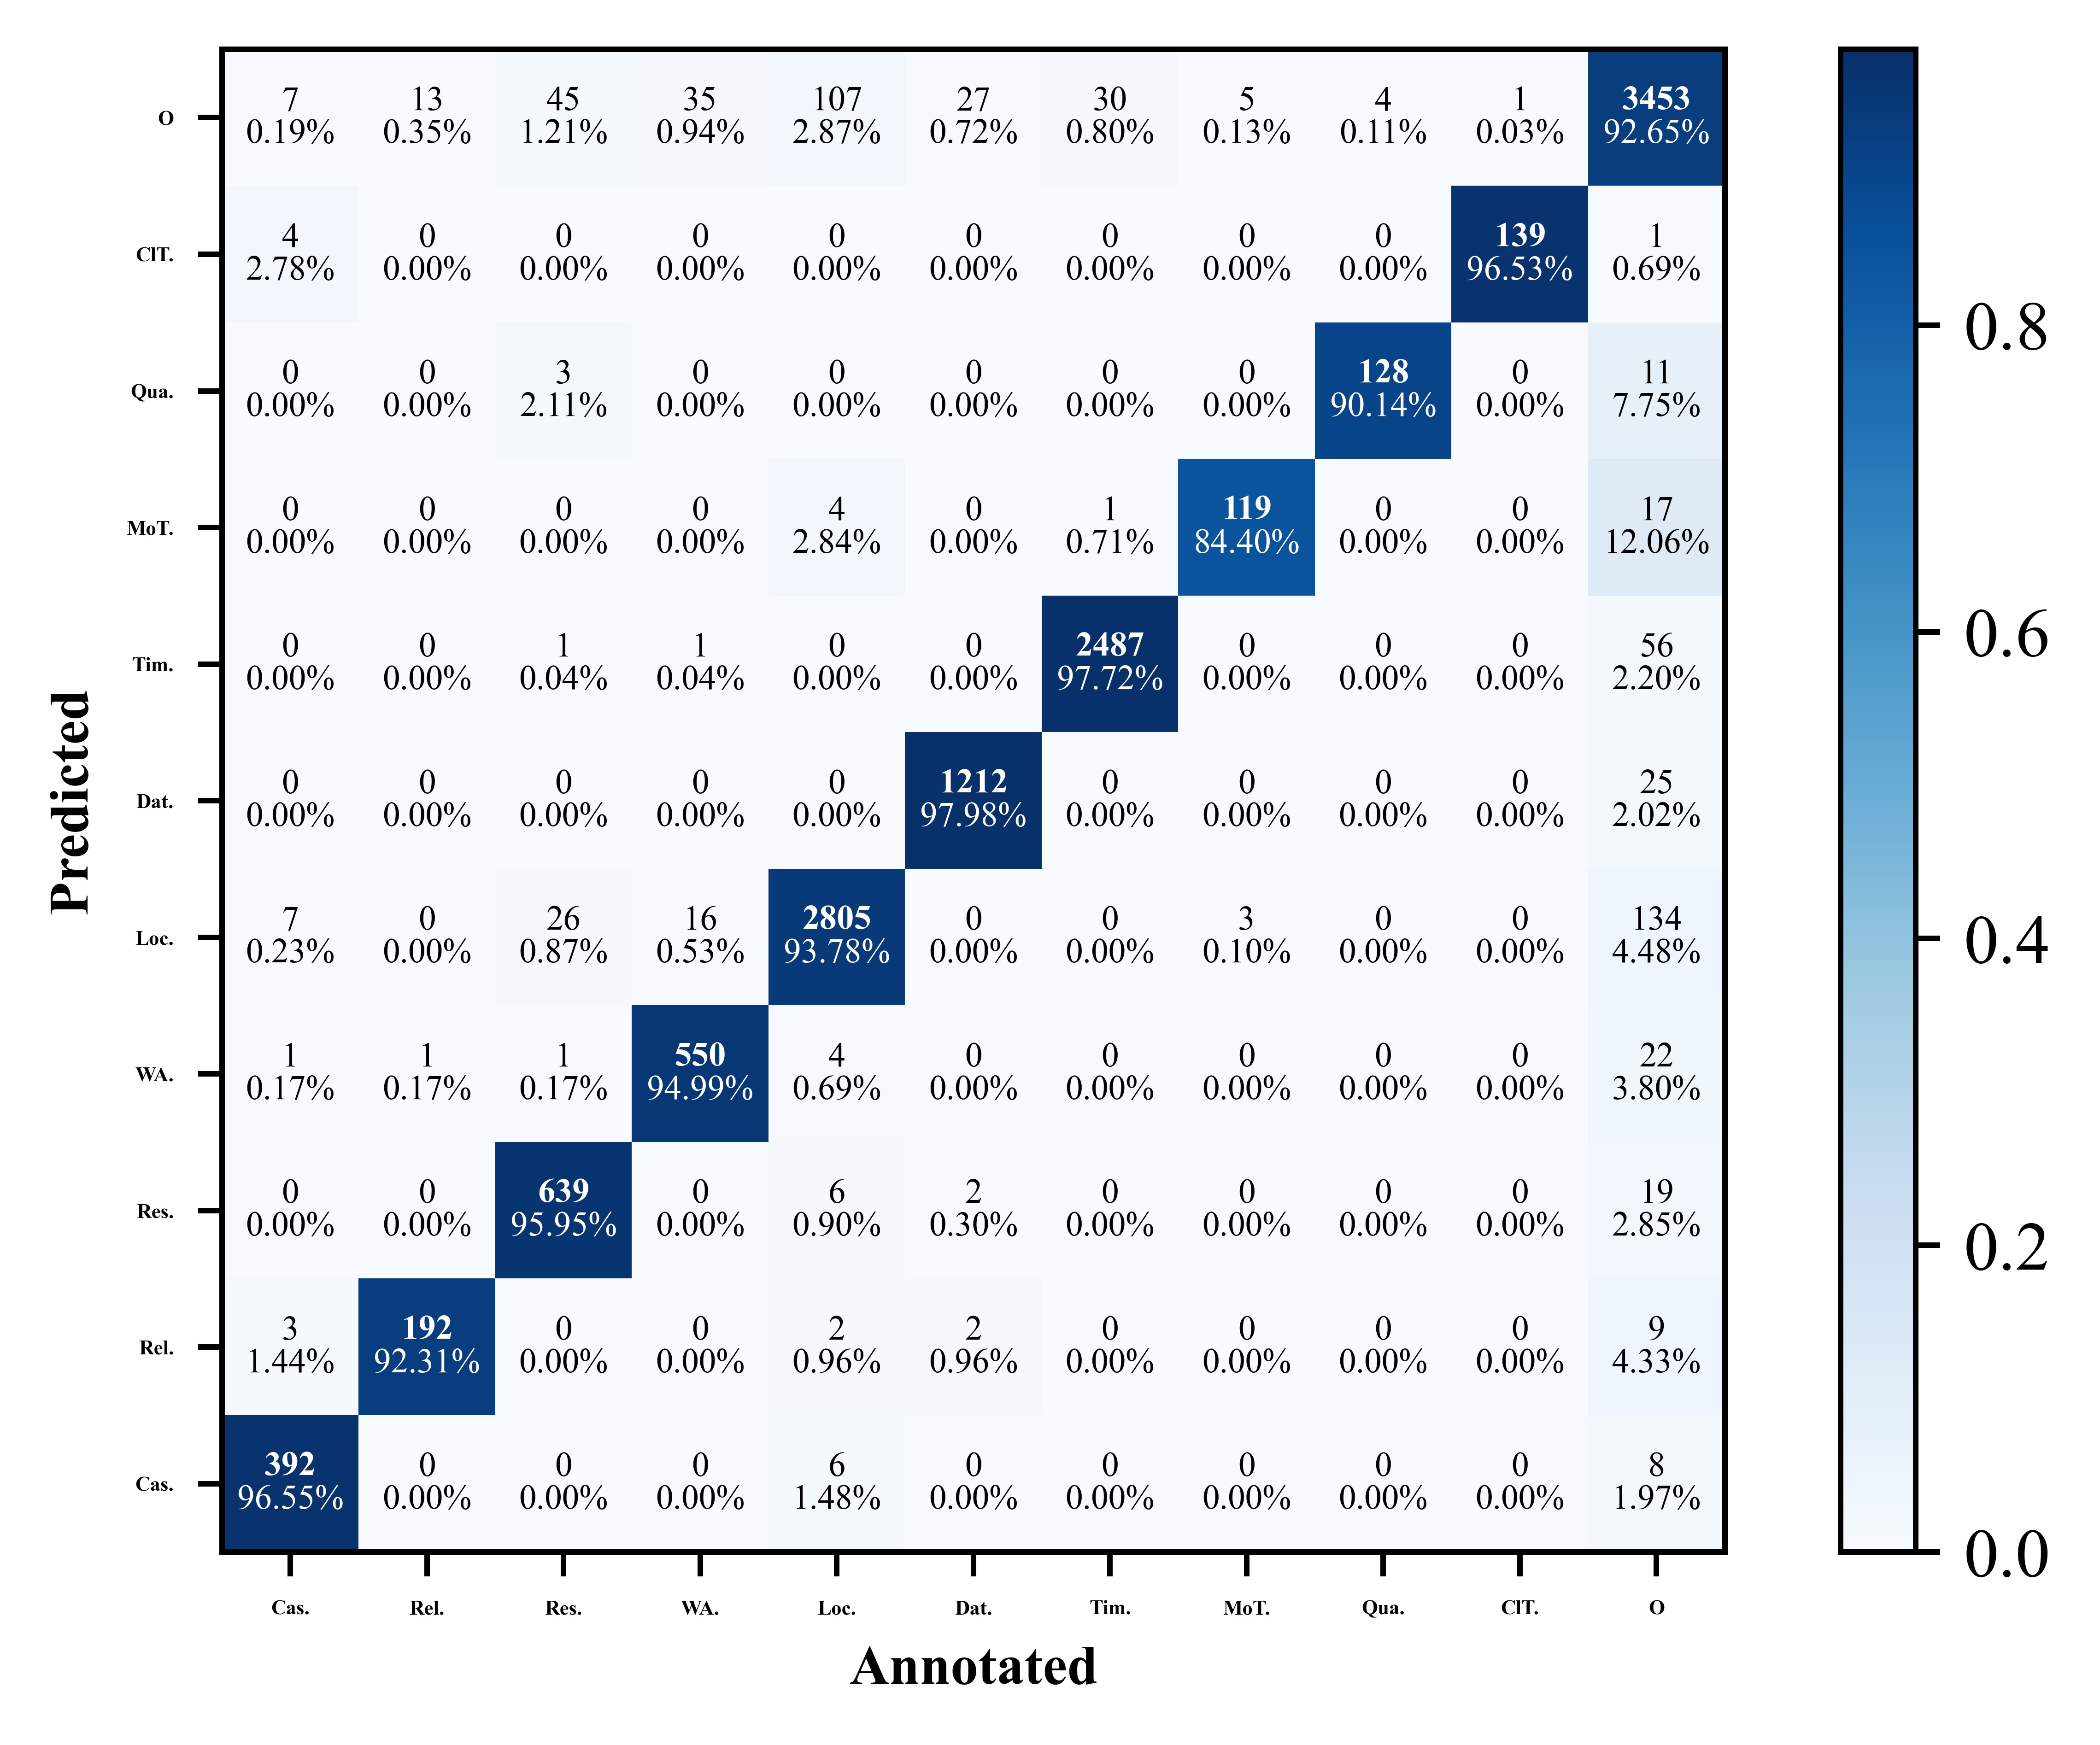 O 7 13 45 35 107 27 30 5 4 1 3453
0.19% 0.35% 1.21% 0.94% 2.87% 0.72% 0.80% 0.13% 0.11% 0.03% 92.65%
ClT. 4 0 0 0 0 0 0 0 0 139 1
2.78% 0.00% 0.00% 0.00% 0.00% 0.00% 0.00% 0.00% 0.00% 96.53% 0.69%
0.8
Qua. 0 0 3 0 0 0 0 0 128 0 11
0.00% 0.00% 2.11% 0.00% 0.00% 0.00% 0.00% 0.00% 90.14% 0.00% 7.75%
MoT. 0 0 0 0 4 0 1 119 0 0 17
0.00% 0.00% 0.00% 0.00% 2.84% 0.00% 0.71% 84.40% 0.00% 0.00% 12.06%
0.6
Tim. 0 0 1 1 0 0 2487 0 0 0 56
0.00% 0.00% 0.04% 0.04% 0.00% 0.00% 97.72% 0.00% 0.00% 0.00% 2.20%
Predicted
Dat. 0 0 0 0 0 1212 0 0 0 0 25
0.00% 0.00% 0.00% 0.00% 0.00% 97.98% 0.00% 0.00% 0.00% 0.00% 2.02%
Loc. 7 0 26 16 2805 0 0 3 0 0 134
0.23% 0.00% 0.87% 0.53% 93.78% 0.00% 0.00% 0.10% 0.00% 0.00% 4.48%
0.4
WA. 1 1 1 550 4 0 0 0 0 0 22
0.17% 0.17% 0.17% 94.99% 0.69% 0.00% 0.00% 0.00% 0.00% 0.00% 3.80%
Res. 0 0 639 0 6 2 0 0 0 0 19
0.00% 0.00% 95.95% 0.00% 0.90% 0.30% 0.00% 0.00% 0.00% 0.00% 2.85%
0.2
Rel. 3 192 0 0 2 2 0 0 0 0 9
1.44% 92.31% 0.00% 0.00% 0.96% 0.96% 0.00% 0.00% 0.00% 0.00% 4.33%
Cas. 392 0 0 0 6 0 0 0 0 0 8
96.55% 0.00% 0.00% 0.00% 1.48% 0.00% 0.00% 0.00% 0.00% 0.00% 1.97%
0.0
Cas. Rel. Res. WA. Loc. Dat. Tim. MoT. Qua. ClT. O
Annotated